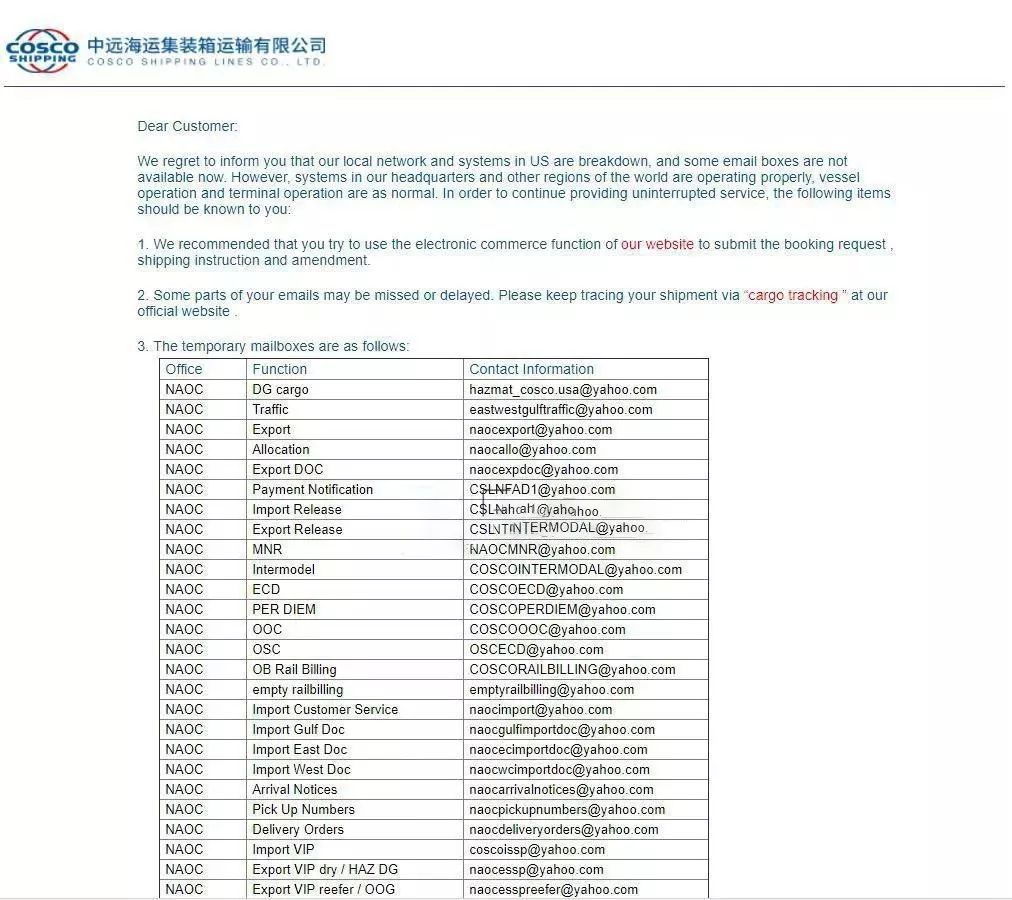 COSCO
SHIPPING
中远海运集装箱运输有限公司
COSCO SHIPPING LINES CO., LTD.
Dear Customer:
We regret to inform you that our local network and systems in US are breakdown, and some email boxes are not
available now. However, systems in our headquarters and other regions of the world are operating properly, vessel
operation and terminal operation are as normal. In order to continue providing uninterrupted service, the following items
should be known to you:
1. We recommended that you try to use the electronic commerce function of our website to submit the booking request ,
shipping instruction and amendment.
2. Some parts of your emails may be missed or delayed. Please keep tracing your shipment via “cargo tracking ” at our
official website .
3. The temporary mailboxes are as follows:
Office Function Contact Information
NAOC DG cargo hazmat_cosco.usa@yahoo.com
NAOC Traffic eastwestgulftraffic@yahoo.com
NAOC Export naocexport@yahoo.com
NAOC Allocation naocallo@yahoo.com
NAOC Export DOC naocexpdoc@yahoo.com
NAOC Payment Notification CSLNFAD1@yahoo.com
NAOC Import Release
NAOC Export Release
NAOC MNR NAOCMNR@yahoo.com
NAOC Intermodel COSCOINTERMODAL@yahoo.com
NAOC ECD COSCOECD@yahoo.com
NAOC PER DIEM COSCOPERDIEM@yahoo.com
NAOC OOC COSCOOOC@yahoo.com
NAOC OSC OSCECD@yahoo.com
NAOC OB Rail Billing COSCORAILBILLING@yahoo.com
NAOC empty railbilling emptyrailbilling@yahoo.com
NAOC Import Customer Service naocimport@yahoo.com
NAOC Import Gulf Doc naocgulfimportdoc@yahoo.com
NAOC Import East Doc naocecimportdoc@yahoo.com
NAOC Import West Doc naocwcimportdoc@yahoo.com
NAOC Arrival Notices naocarrivalnotices@yahoo.com
NAOC Pick Up Numbers naocpickupnumbers@yahoo.com
NAOC Delivery Orders naocdeliveryorders@yahoo.com
NAOC Import VIP coscoissp@yahoo.com
NAOC Export VIP dry / HAZ DG naocessp@yahoo.com
NAOC Export VIP reefer / OOG naocesspreefer@yahoo.com